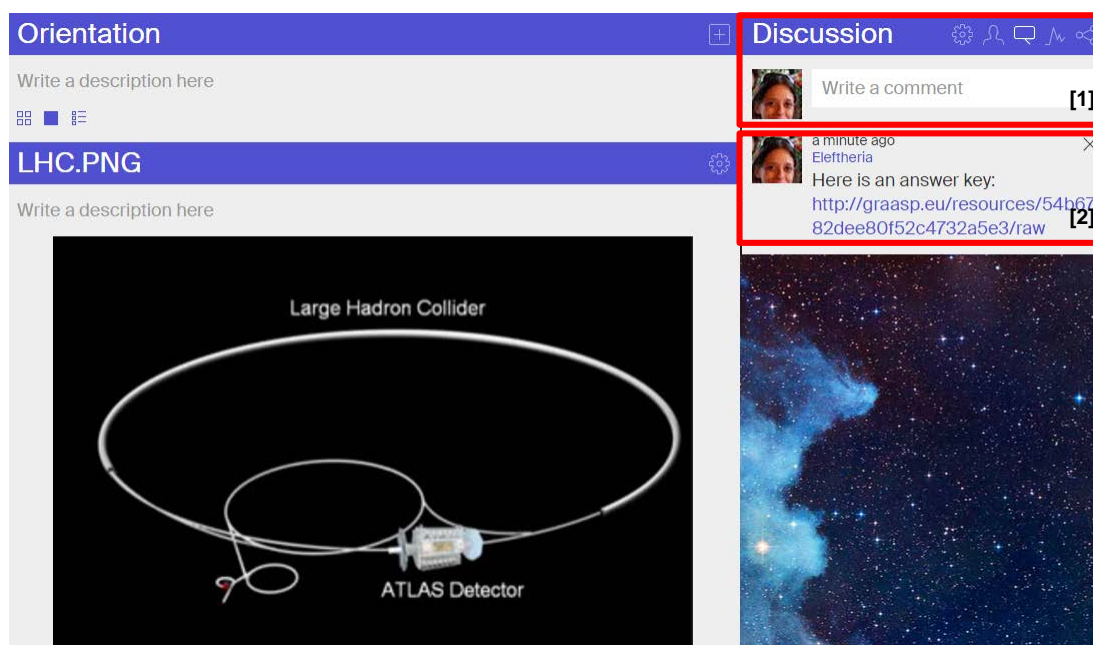 Orientation
Write a description here
LHC.PNG
Write a description here
Large Hadron Collider
ATLAS Detector
Discussion
Write a comment
[1]
a minute ago
Eleftheria
Here is an answer key:
http://graasp.eu/resources/54b67
82dee80f52c4732a5e3/raw
[2]